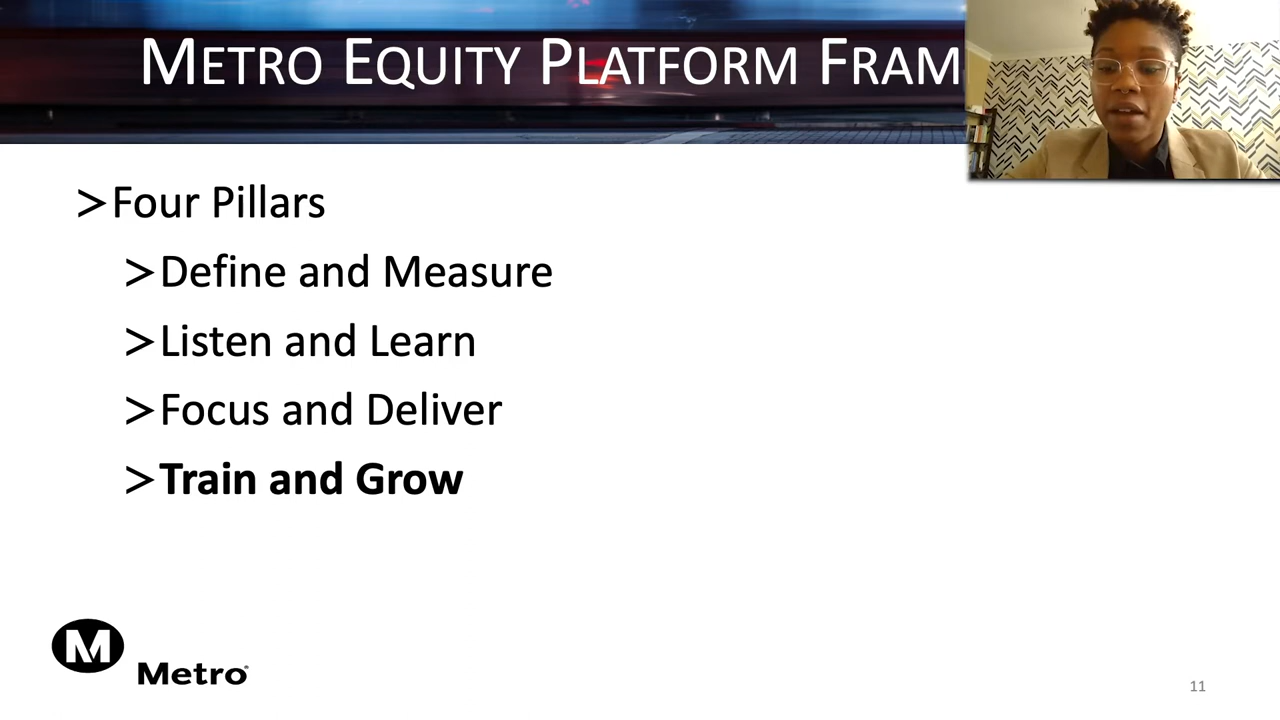 METRO EQUITY PLATFORM FRAM
>Four Pillars
>Define and Measure
>Listen and Learn
>Focus and Deliver
>Train and Grow
M
Metro
11